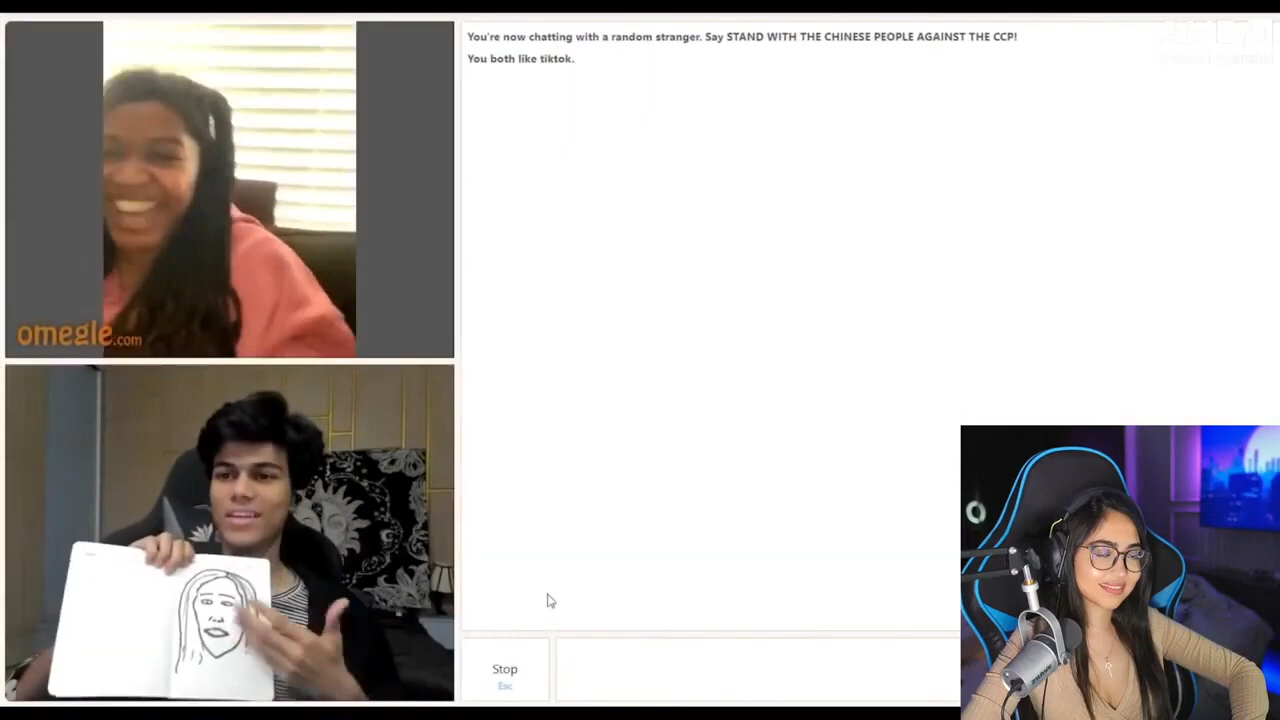 You're now chatting with a random stranger. Say STAND WITH THE CHINESE PEOPLE AGAINST THE CCP!
You both like tiktok.
omegle.com
Stop
Esc